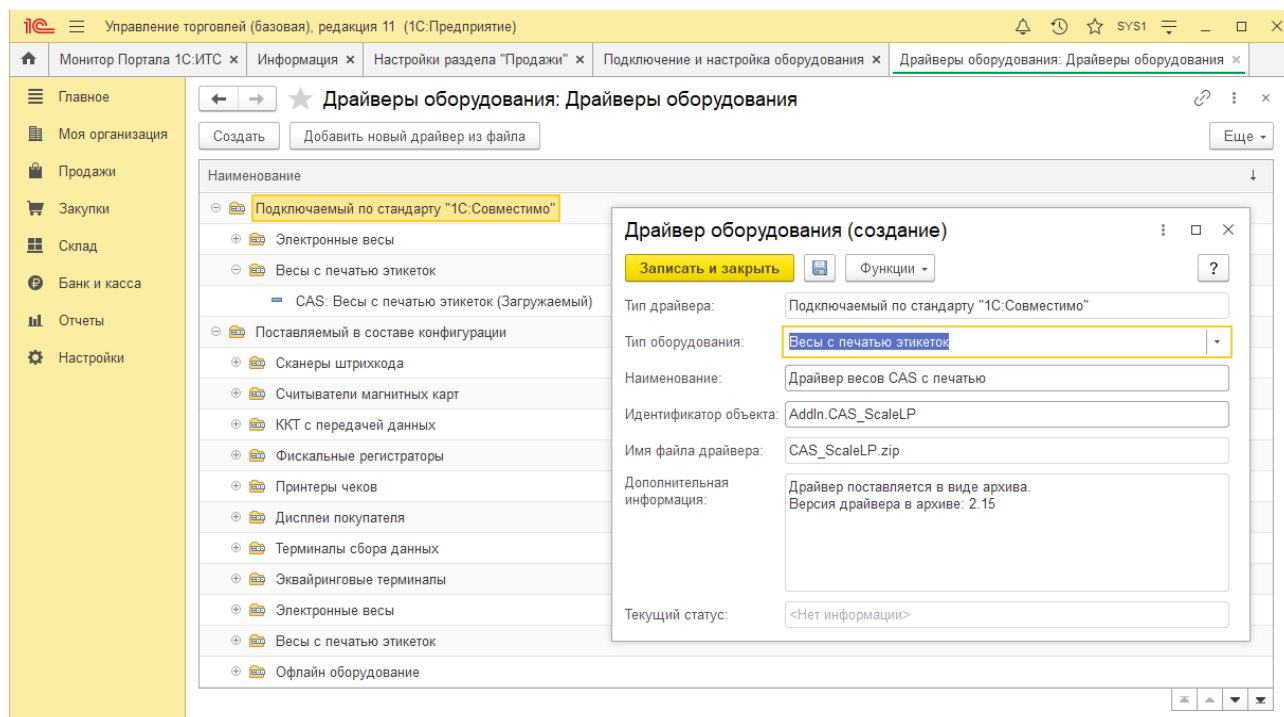 1С Управление торговлей (базовая), редакция 11 (1С:Предприятие) SYS1
Монитор Портала 1С:ИТС × Информация × Настройки раздела "Продажи" × Подключение и настройка оборудования × Драйверы оборудования: Драйверы оборудования ×
Главное
Моя организация
Продажи
Закупки
Склад
Банк и касса
Отчеты
Настройки
Драйверы оборудования: Драйверы оборудования
Создать Добавить новый драйвер из файла Еще
Наименование
Подключаемый по стандарту "1С:Совместимо"
Электронные весы
Весы с печатью этикеток
CAS: Весы с печатью этикеток (Загружаемый)
Поставляемый в составе конфигурации
Сканеры штрихкода
Считыватели магнитных карт
ККТ с передачей данных
Фискальные регистраторы
Принтеры чеков
Дисплеи покупателя
Терминалы сбора данных
Эквайринговые терминалы
Электронные весы
Весы с печатью этикеток
Офлайн оборудование
Драйвер оборудования (создание)
Записать и закрыть Функции ?
Тип драйвера: Подключаемый по стандарту "1С:Совместимо"
Тип оборудования: Весы с печатью этикеток
Наименование: Драйвер весов CAS с печатью
Идентификатор объекта: AddIn.CAS_ScaleLP
Имя файла драйвера: CAS_ScaleLP.zip
Дополнительная
информация:
Драйвер поставляется в виде архива.
Версия драйвера в архиве: 2.15
Текущий статус: <Нет информации>